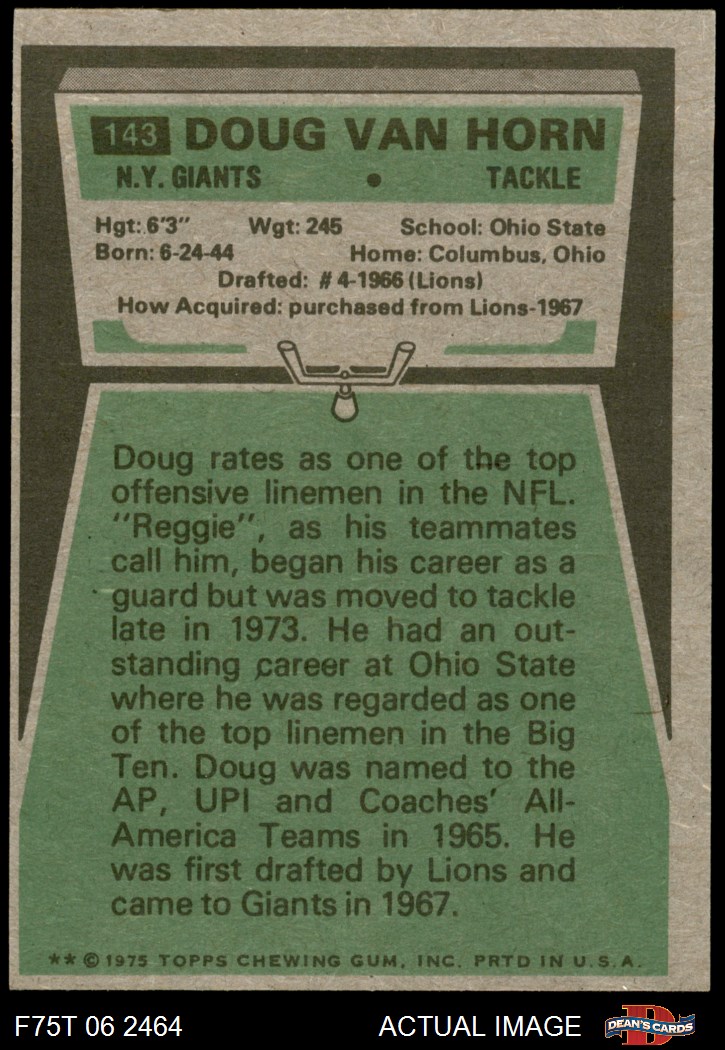 143 DOUG VAN HORN
N.Y. GIANTS • TACKLE
Hgt: 6'3" Wgt: 245 School: Ohio State
Born: 6-24-44 Home: Columbus, Ohio
Drafted: #4-1966 (Lions)
How Acquired: purchased from Lions-1967
Doug rates as one of the top
offensive linemen in the NFL.
"Reggie", as his teammates
call him, began his career as a
guard but was moved to tackle
late in 1973. He had an out-
standing career at Ohio State
where he was regarded as one
of the top linemen in the Big
Ten. Doug was named to the
AP, UPI and Coaches' All-
America Teams in 1965. He
was first drafted by Lions and
came to Giants in 1967.
** © 1975 TOPPS CHEWING GUM, INC. PRTD IN U.S.A.
F75T 06 2464 ACTUAL IMAGE D DEAN'S CARDS